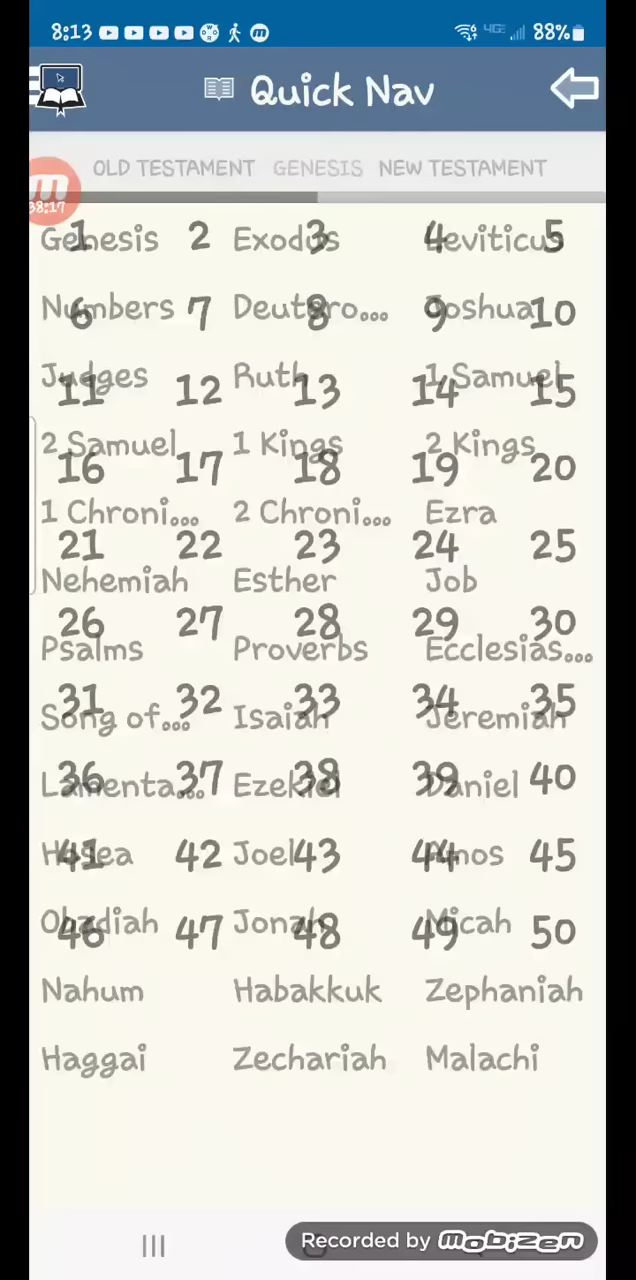 8:13 4G 88%
Quick Nav
OLD TESTAMENT GENESIS NEW TESTAMENT
38:17
Genesis Exodus Leviticus
1 2 3 4 5
Numbers Deutero... Joshua
6 7 8 9 10
Judges Ruth 1 Samuel
11 12 13 14 15
2 Samuel 1 Kings 2 Kings
16 17 18 19 20
1 Chroni... 2 Chroni... Ezra
21 22 23 24 25
Nehemiah Esther Job
26 27 28 29 30
Psalms Proverbs Ecclesias...
31 32 33 34 35
Song of... Isaiah Jeremiah
36 37 38 39 40
Lamenta... Ezekiel Daniel
41 42 43 44 45
Hosea Joel Amos
46 47 48 49 50
Obadiah Jonah Micah
Nahum Habakkuk Zephaniah
Haggai Zechariah Malachi
Recorded by mobizen